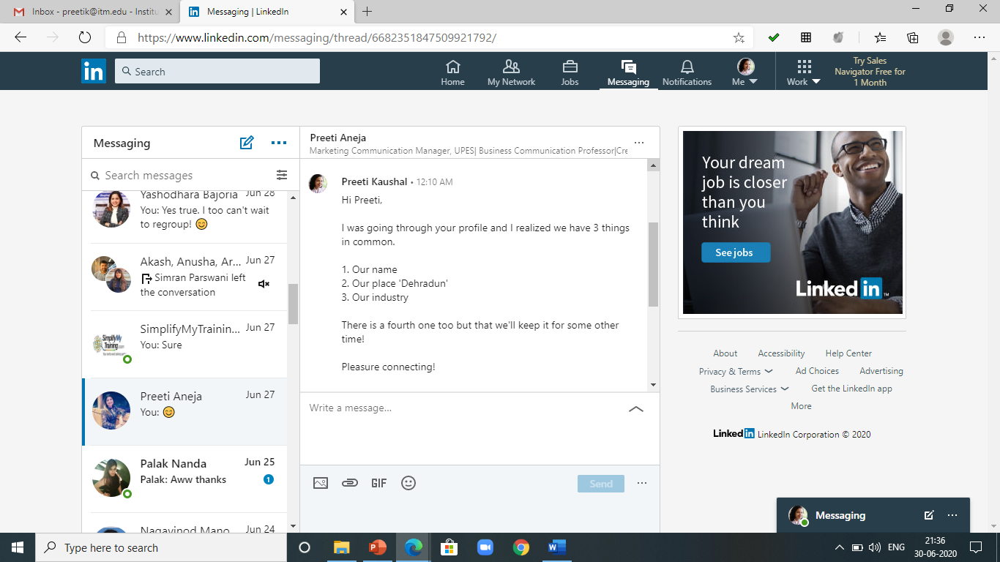 Inbox - preetik@itm.edu - Institu
Messaging | LinkedIn
https://www.linkedin.com/messaging/thread/6682351847509921792/
in
Search
Home
My Network
Jobs
Messaging
Notifications
Me
Work
Try Sales
Navigator Free for
1 Month
Messaging
Search messages
Yashodhara Bajoria Jun 28
You: Yes true. I too can't wait
to regroup! 😊
Akash, Anusha, Ar... Jun 27
Simran Parswani left
the conversation
SimplifyMyTrainin... Jun 27
You: Sure
SimplifyMy
Training.com
Preeti Aneja Jun 27
You: 😊
Palak Nanda Jun 25
Palak: Aww thanks 1
Nagavinod Mano Jun 24
Preeti Aneja
Marketing Communication Manager, UPES| Business Communication Professor|Cre
Preeti Kaushal • 12:10 AM
Hi Preeti,
I was going through your profile and I realized we have 3 things
in common.
1. Our name
2. Our place 'Dehradun'
3. Our industry
There is a fourth one too but that we'll keep it for some other
time!
Pleasure connecting!
Write a message...
GIF
Send
Your dream
job is closer
than you
think
See jobs
Linked in ™
About Accessibility Help Center
Privacy & Terms Ad Choices Advertising
Business Services Get the LinkedIn app
More
Linked in LinkedIn Corporation © 2020
Messaging
Type here to search
ENG
21:36
30-06-2020